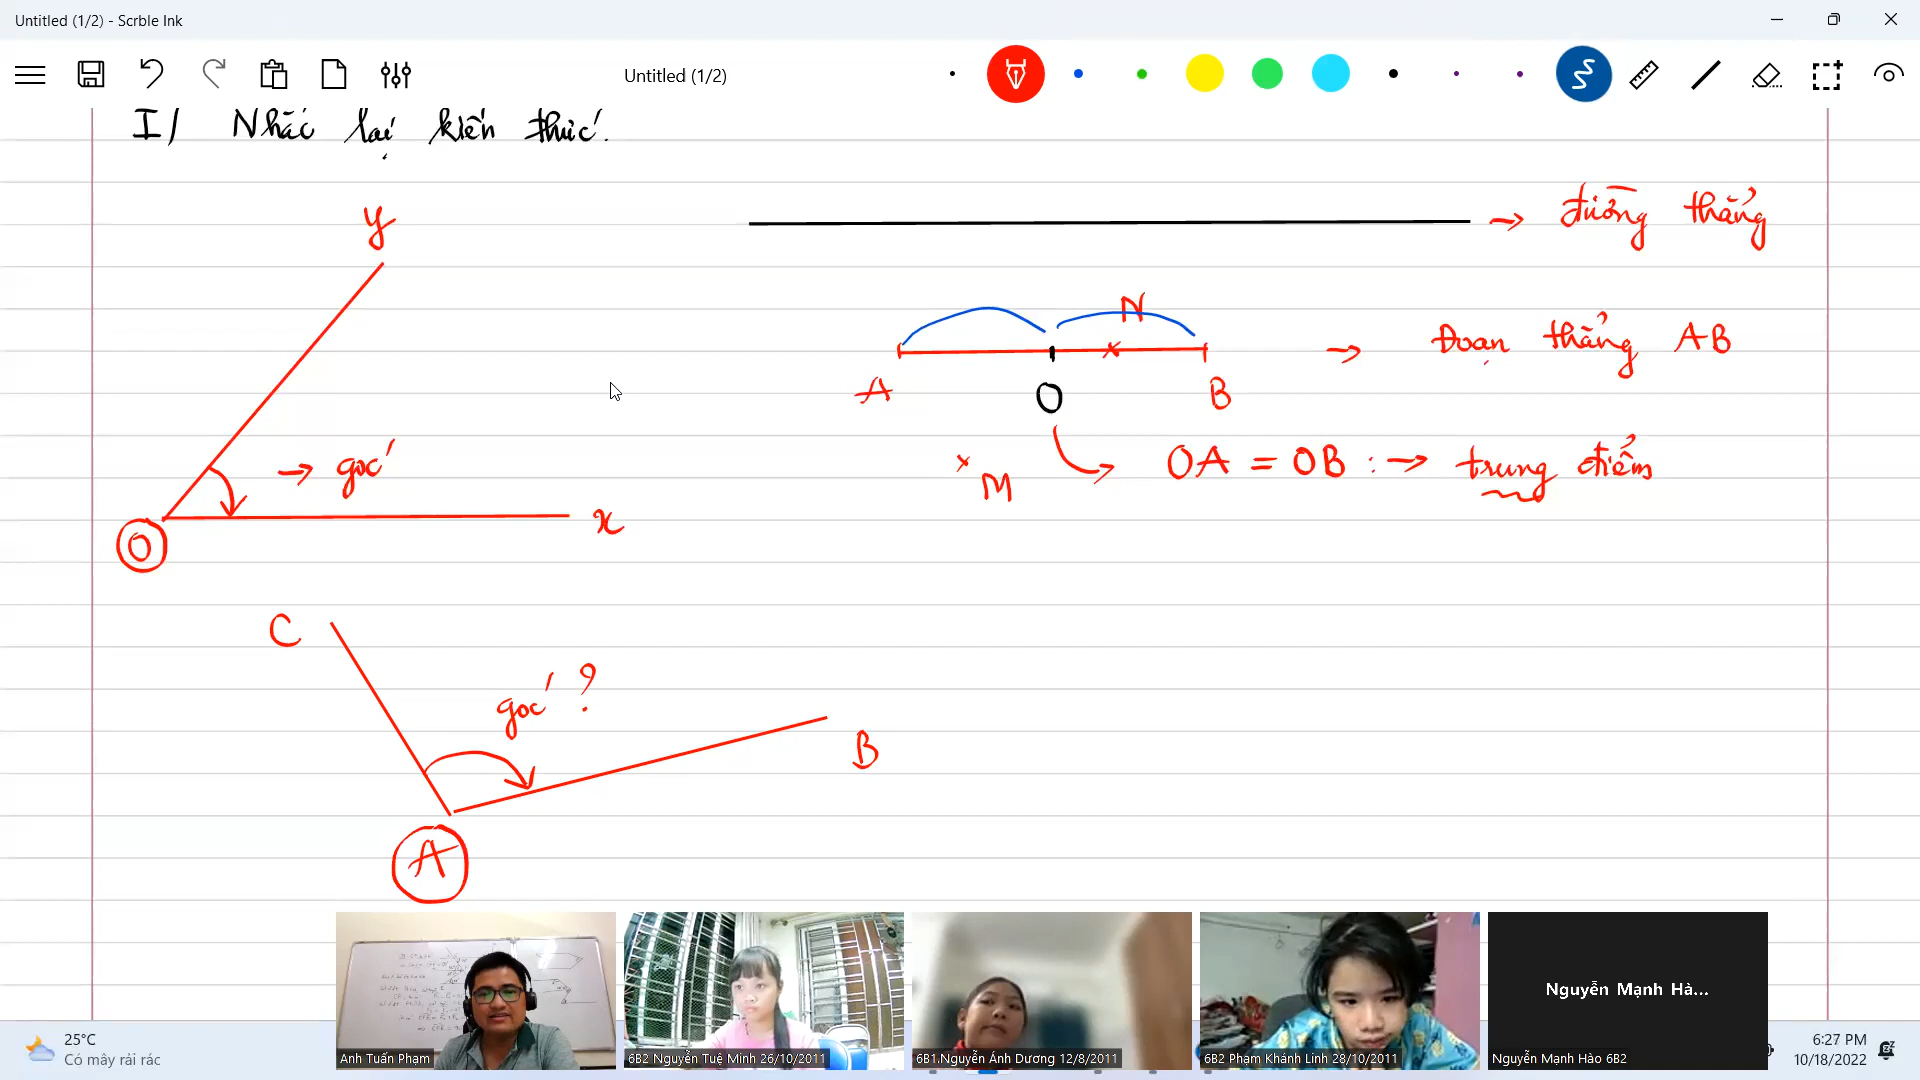 Untitled (1/2) - Scrble Ink
Untitled (1/2)
I/ Nhắc lại kiến thức.
y
→ đường thẳng
N
→ Đoạn thẳng AB
A
O
B
→ góc
OA = OB : → trung điểm
M
x
O
C
góc ?
B
A
Anh Tuấn Phạm
6B2 Nguyễn Tuệ Minh 26/10/2011
6B1.Nguyễn Ánh Dương 12/8/2011
6B2 Phạm Khánh Linh 28/10/2011
Nguyễn Mạnh Hà...
Nguyễn Mạnh Hào 6B2
25°C
Có mây rải rác
6:27 PM
10/18/2022